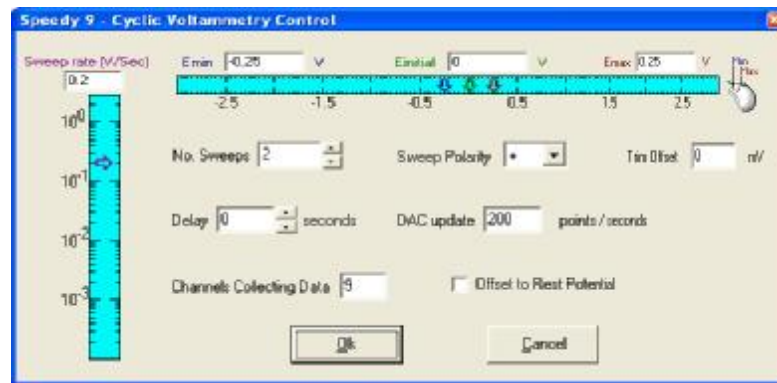 Speedy 9 - Cyclic Voltammetry Control
Sweep rate (V/Sec) Emin -0.25 V Einitial 0 V Emax 0.25 V Min
0.2 Max
-2.5 -1.5 -0.5 0.5 1.5 2.5
10⁰
No. Sweeps 2 Sweep Polarity + Trim Offset 0 mV
10⁻¹
Delay 0 seconds DAC update 200 points / seconds
10⁻²
Channels Collecting Data 9 Offset to Rest Potential
10⁻³
Ok Cancel